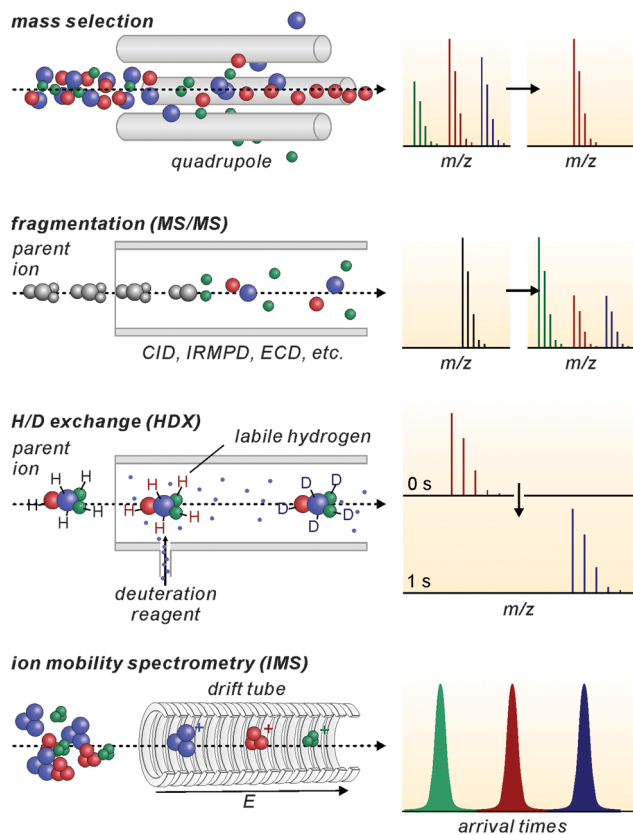 mass selection
quadrupole
m/z
m/z
fragmentation (MS/MS)
parent
ion
CID, IRMPD, ECD, etc.
m/z
m/z
H/D exchange (HDX)
parent
ion
labile hydrogen
H
H
H
H
H
H
H
H
H
H
D
D
D
D
D
deuteration
reagent
0 s
1 s
m/z
ion mobility spectrometry (IMS)
drift tube
+
+
+
E
arrival times